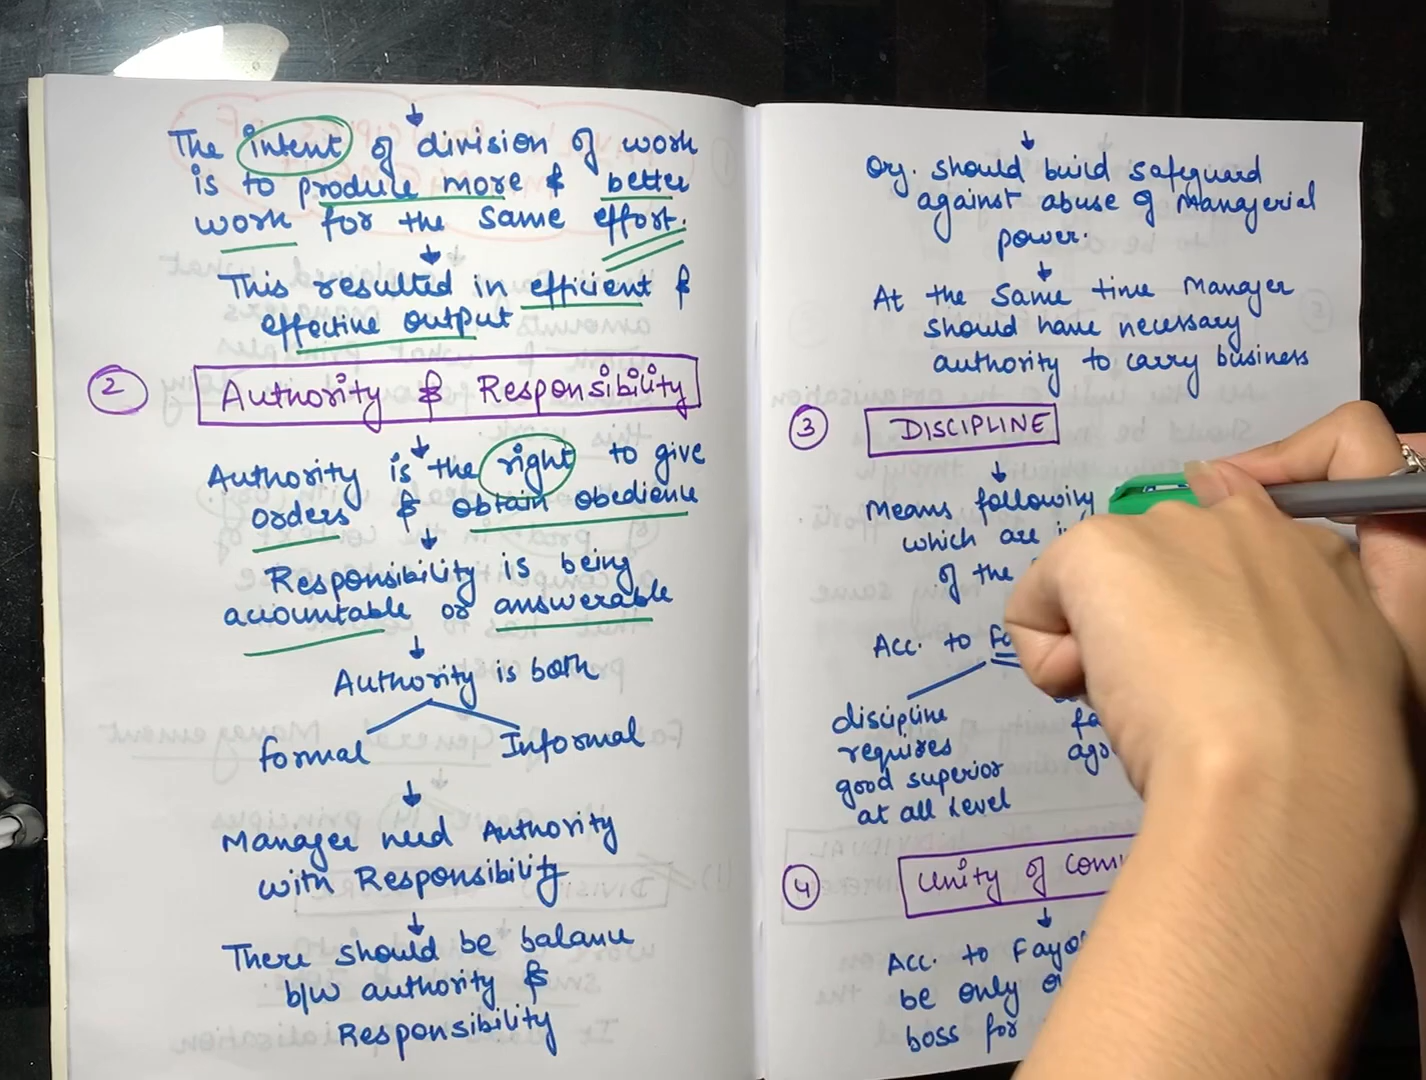 The intent of division of work
is to produce more & better
work for the same effort.
This resulted in efficient &
effective output
2 Authority & Responsibility
Authority is the right to give
orders & obtain obedience
Responsibility is being
accountable or answerable
Authority is both
formal Informal
Manager need Authority
with Responsibility
There should be balance
b/w authority &
Responsibility
Org. should build safeguard
against abuse of Managerial
power.
At the same time Manager
should have necessary
authority to carry business
3 DISCIPLINE
Means following
which are
of the
Acc. to
discipline
requires
good superior
at all level
4 Unity of
Acc. to Fayol
be only
boss for